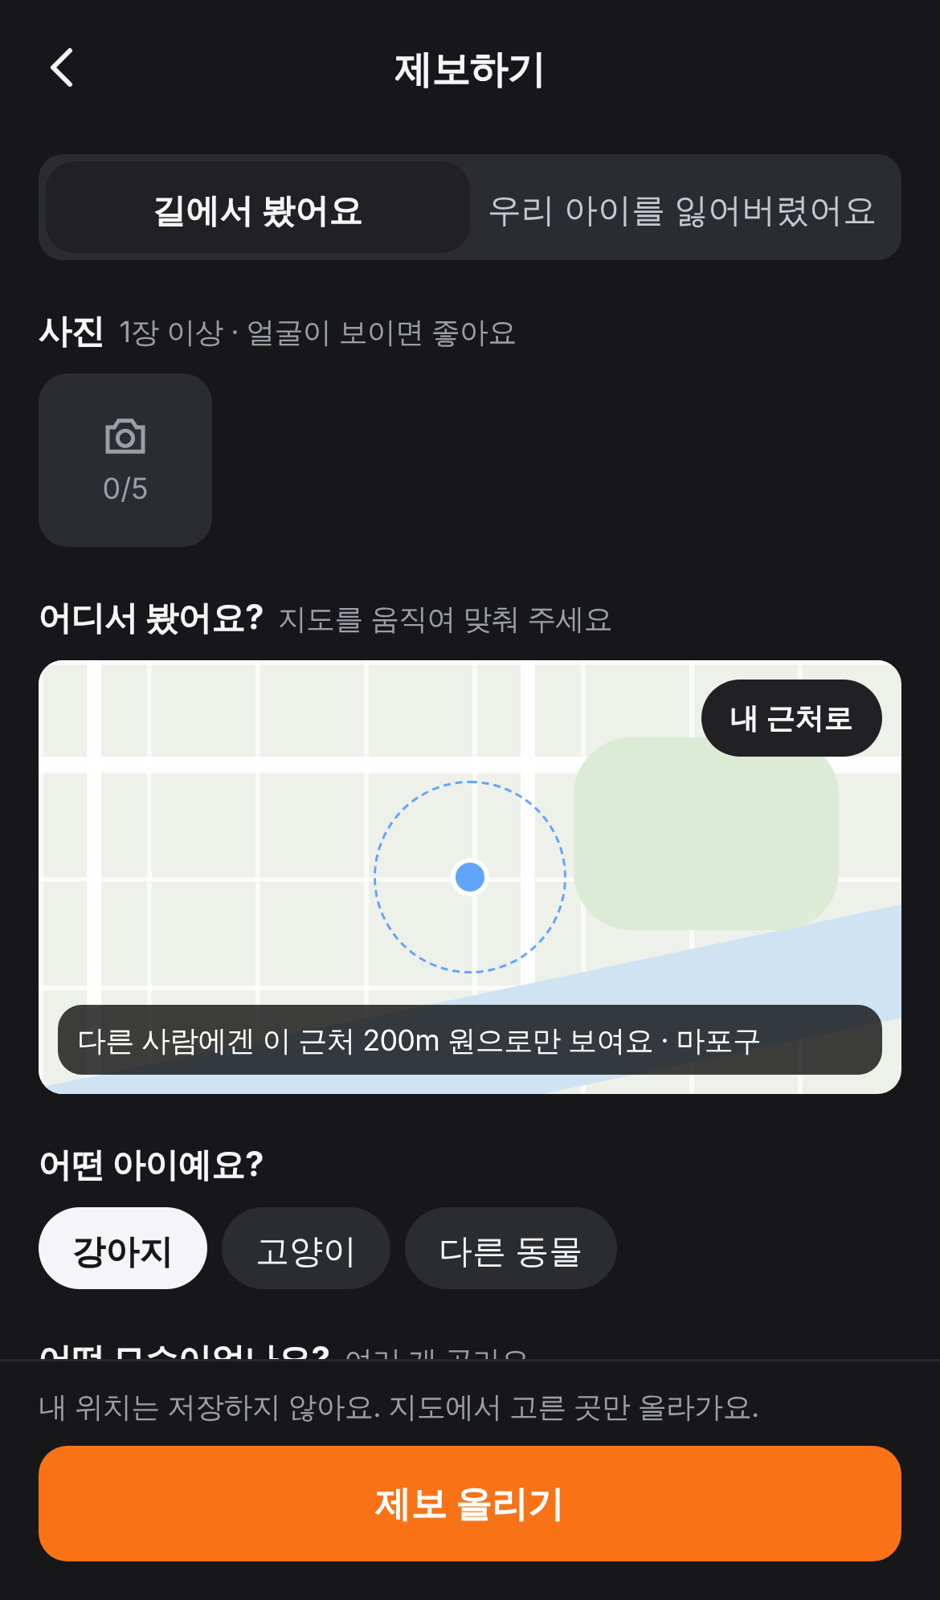 제보하기
길에서 봤어요
우리 아이를 잃어버렸어요
사진 1장 이상 · 얼굴이 보이면 좋아요
0/5
어디서 봤어요? 지도를 움직여 맞춰 주세요
내 근처로
다른 사람에겐 이 근처 200m 원으로만 보여요 · 마포구
어떤 아이예요?
강아지
고양이
다른 동물
내 위치는 저장하지 않아요. 지도에서 고른 곳만 올라가요.
제보 올리기